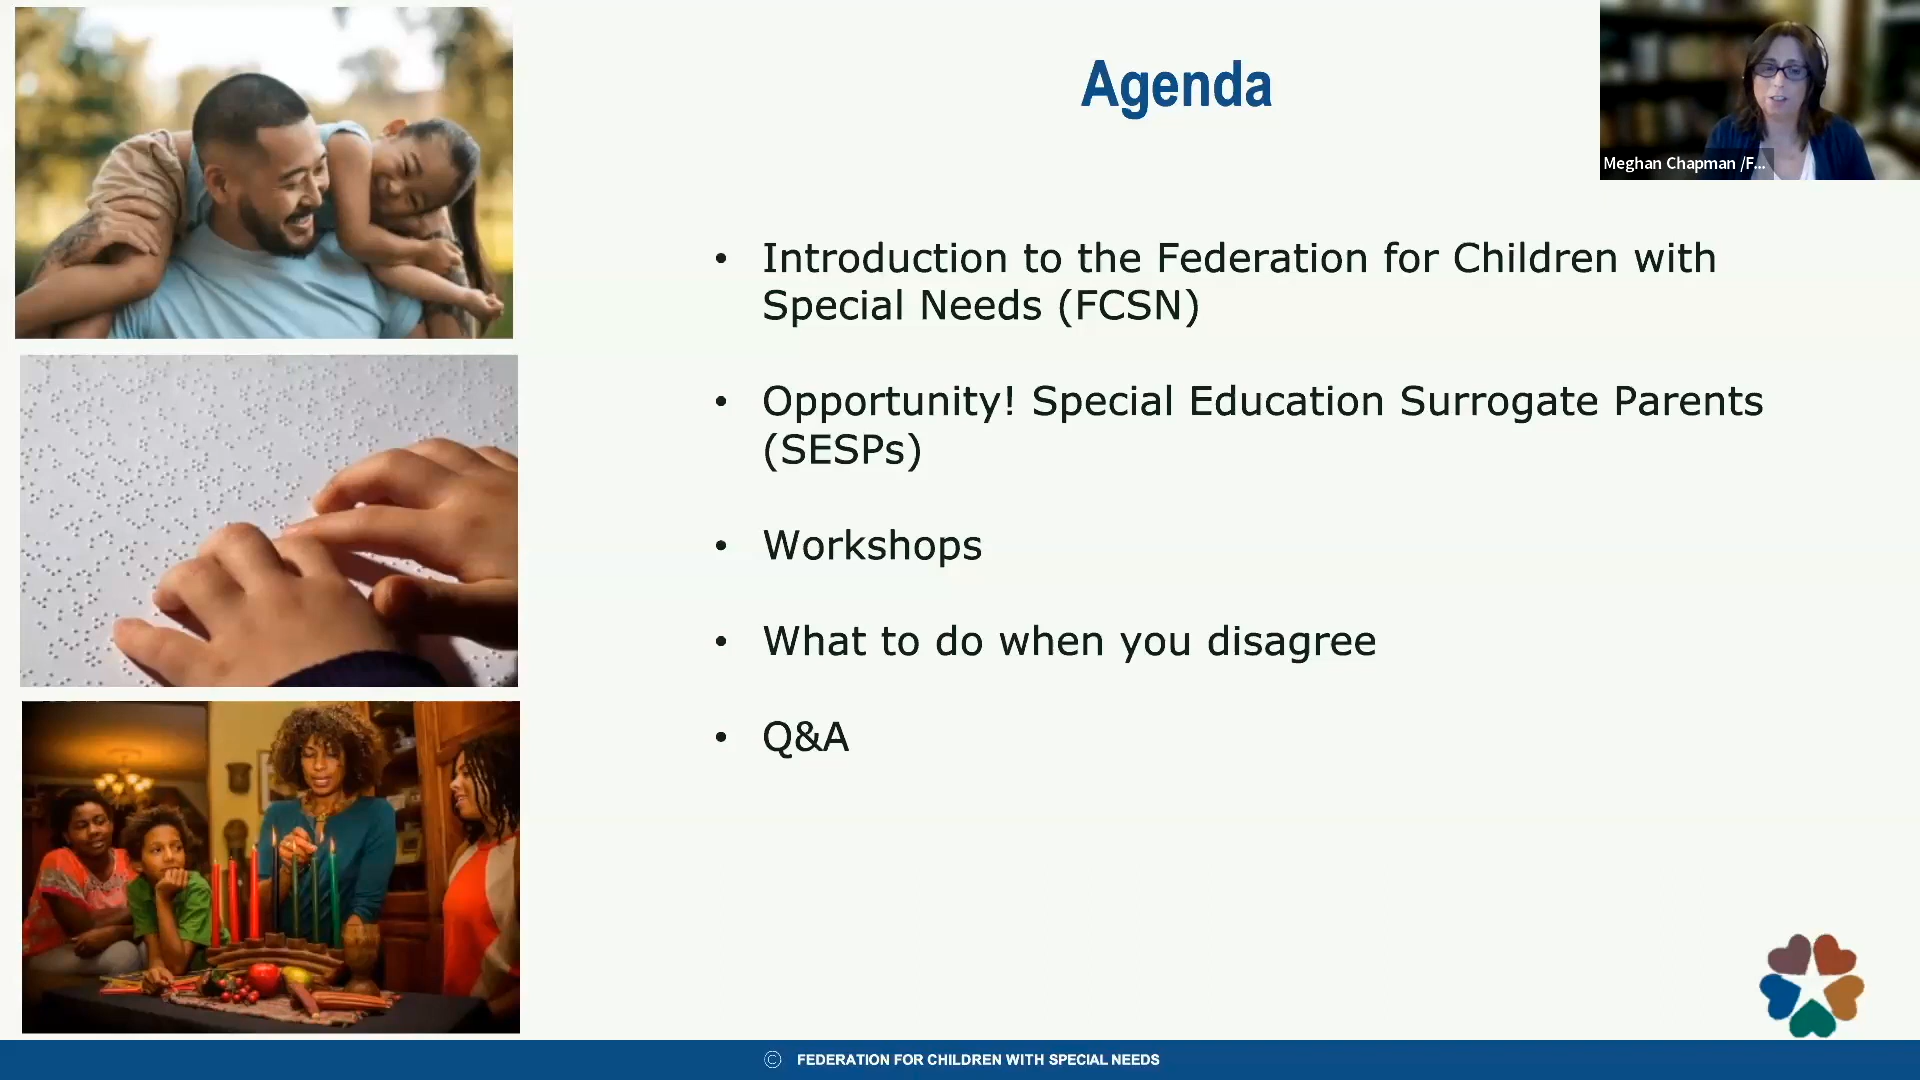 Agenda
Meghan Chapman /F...
• Introduction to the Federation for Children with
Special Needs (FCSN)
• Opportunity! Special Education Surrogate Parents
(SESPs)
• Workshops
• What to do when you disagree
• Q&A
© FEDERATION FOR CHILDREN WITH SPECIAL NEEDS